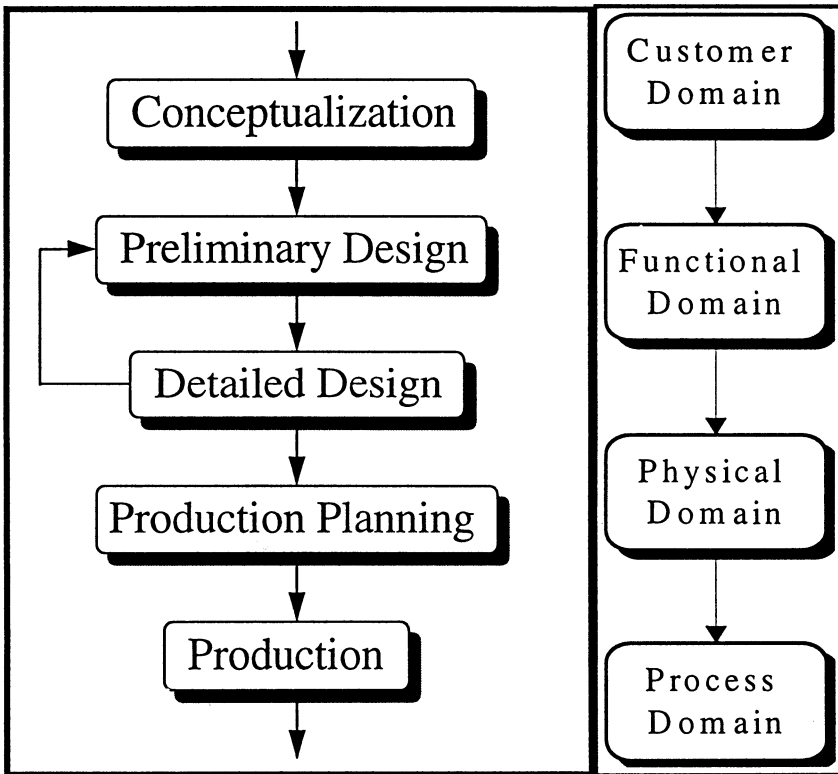 Conceptualization
Preliminary Design
Detailed Design
Production Planning
Production
Customer
Domain
Functional
Domain
Physical
Domain
Process
Domain